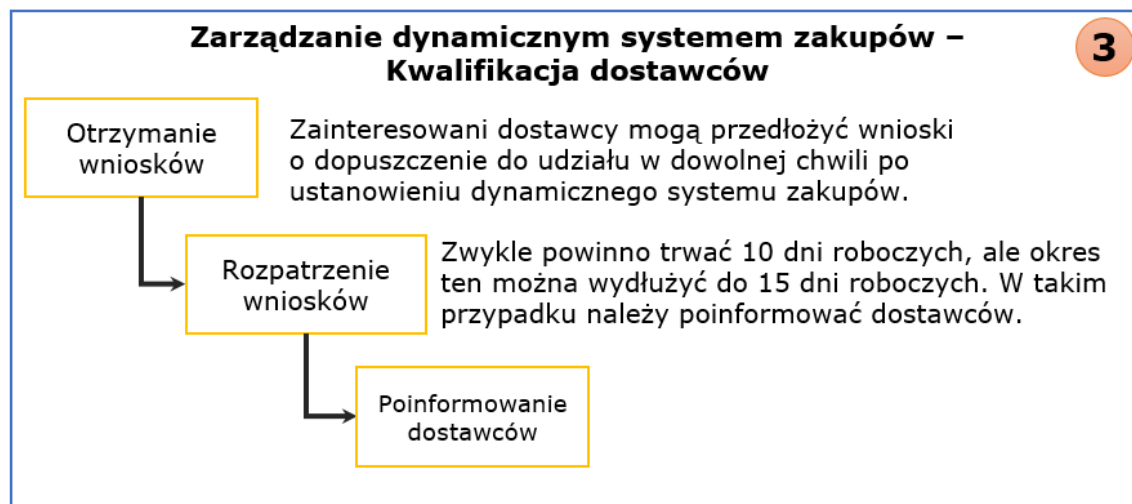 Zarządzanie dynamicznym systemem zakupów –
Kwalifikacja dostawców
3
Otrzymanie
wniosków
Zainteresowani dostawcy mogą przedłożyć wnioski
o dopuszczenie do udziału w dowolnej chwili po
ustanowieniu dynamicznego systemu zakupów.
Rozpatrzenie
wniosków
Zwykle powinno trwać 10 dni roboczych, ale okres
ten można wydłużyć do 15 dni roboczych. W takim
przypadku należy poinformować dostawców.
Poinformowanie
dostawców